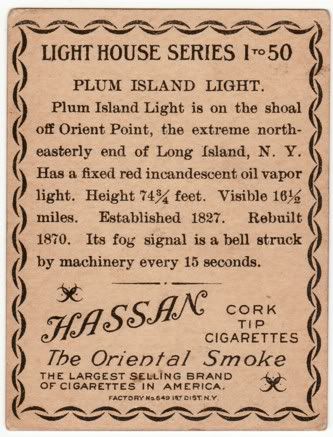 LIGHT HOUSE SERIES 1 TO 50
PLUM ISLAND LIGHT.
Plum Island Light is on the shoal
off Orient Point, the extreme north-
easterly end of Long Island, N. Y.
Has a fixed red incandescent oil vapor
light. Height 74¾ feet. Visible 16½
miles. Established 1827. Rebuilt
1870. Its fog signal is a bell struck
by machinery every 15 seconds.
HASSAN
CORK
TIP
CIGARETTES
The Oriental Smoke
THE LARGEST SELLING BRAND
OF CIGARETTES IN AMERICA.
FACTORY No 649 1ST DIST. N.Y.